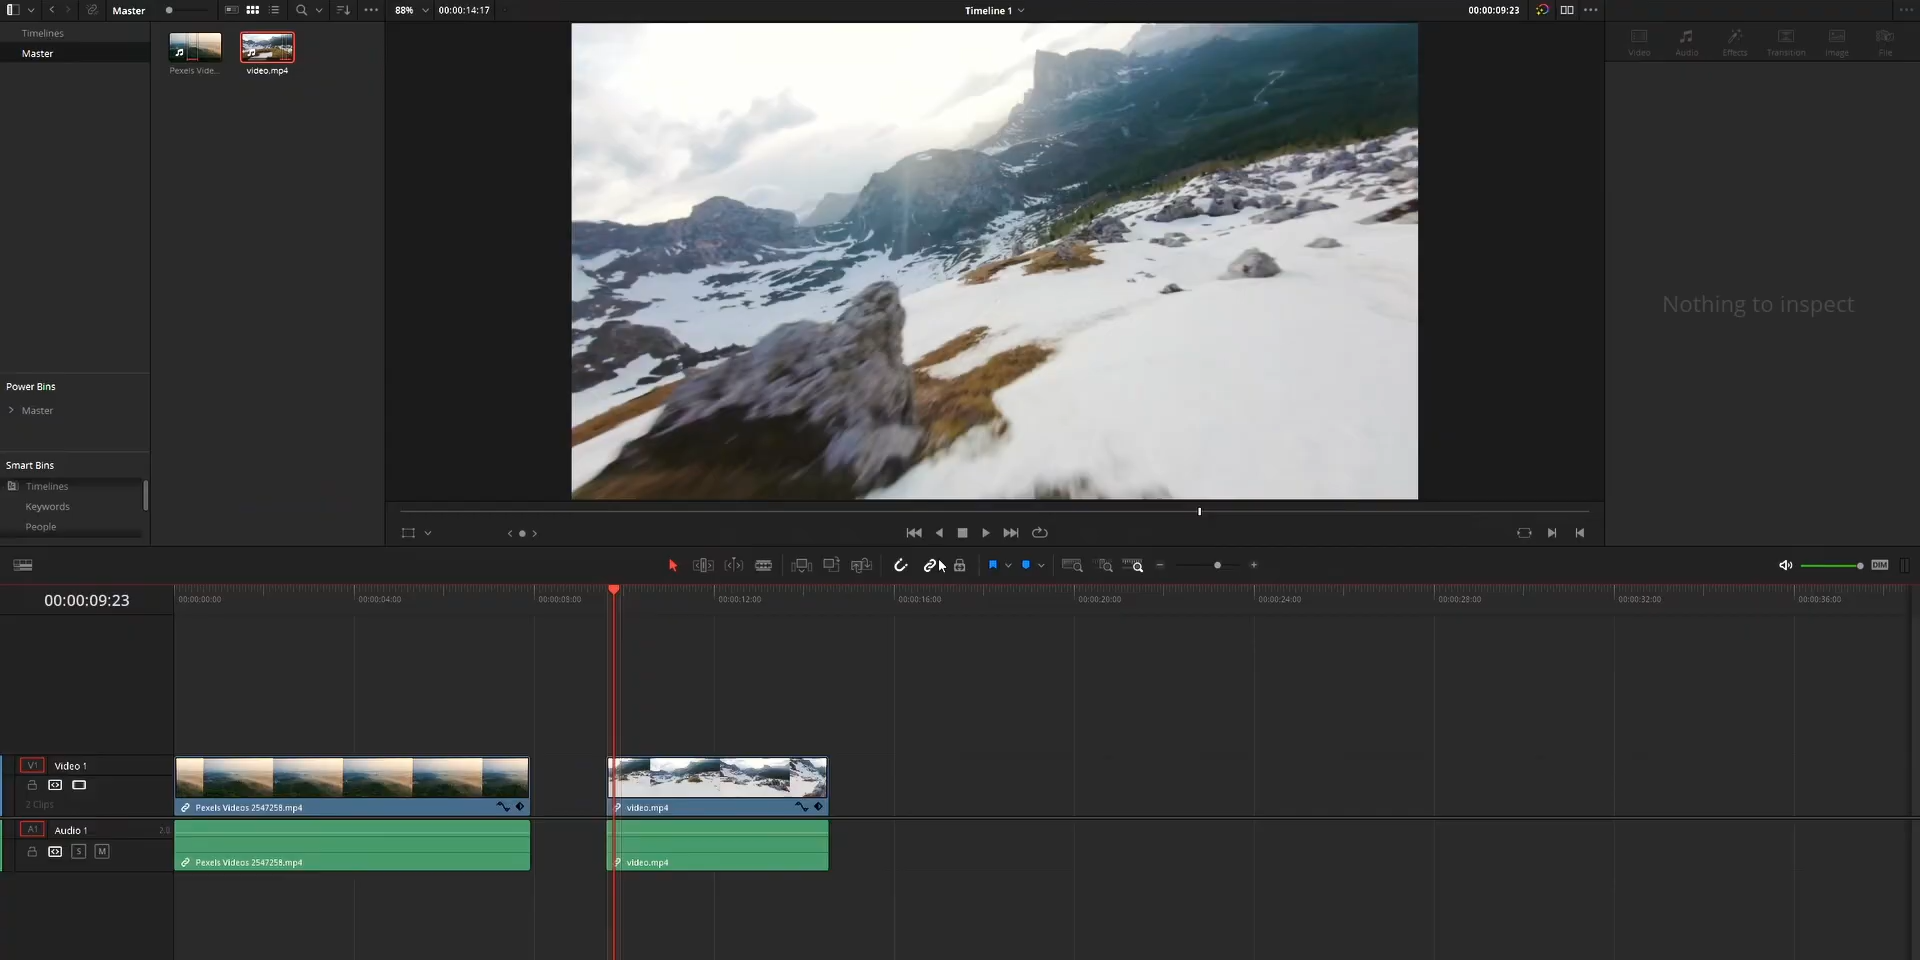 Master
88%
00:00:14:17
Timeline 1
00:00:09:23
Timelines
Master
Pexels Vide...
video.mp4
Video
Audio
Effects
Transition
Image
File
Nothing to inspect
Power Bins
Master
Smart Bins
Timelines
Keywords
People
DIM
00:00:09:23
00:00:00:00
00:00:04:00
00:00:08:00
00:00:12:00
00:00:16:00
00:00:20:00
00:00:24:00
00:00:28:00
00:00:32:00
00:00:36:00
V1
Video 1
2 Clips
Pexels Videos 2547258.mp4
video.mp4
A1
Audio 1
2.0
S
M
Pexels Videos 2547258.mp4
video.mp4